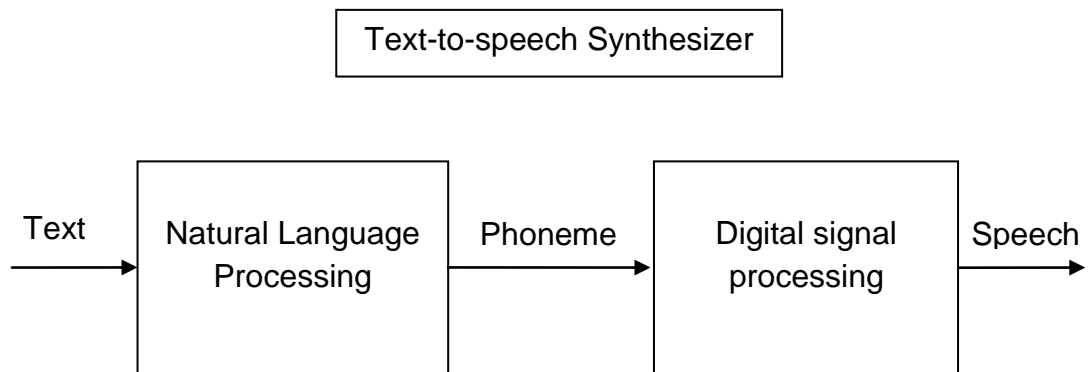 Text-to-speech Synthesizer
Text
Natural Language
Processing
Phoneme
Digital signal
processing
Speech